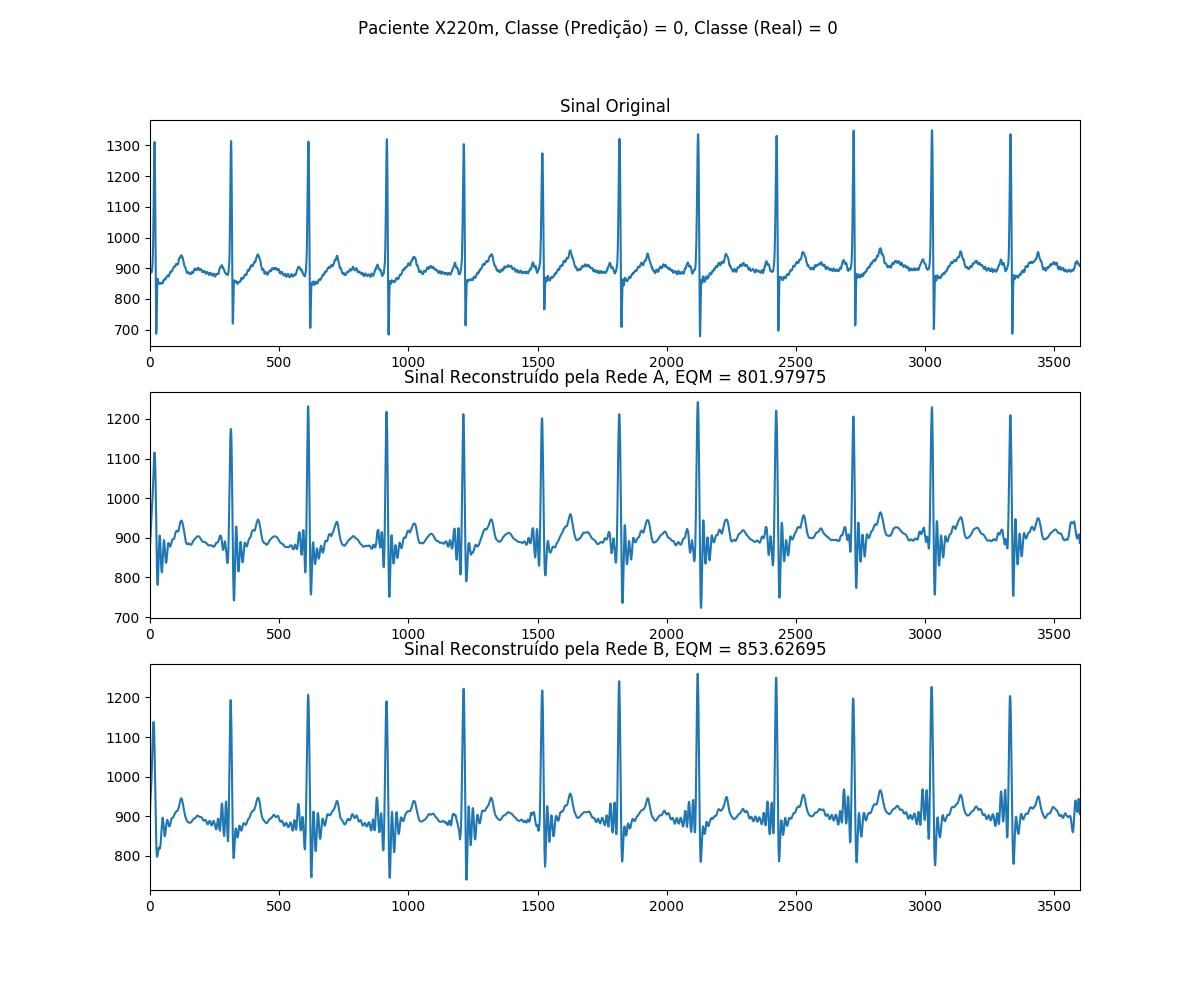 Paciente X220m, Classe (Predição) = 0, Classe (Real) = 0
Sinal Original
1300
1200
1100
1000
900
800
700
0 500 1000 1500 2000 2500 3000 3500
Sinal Reconstruído pela Rede A, EQM = 801.97975
1200
1100
1000
900
800
700
0 500 1000 1500 2000 2500 3000 3500
Sinal Reconstruído pela Rede B, EQM = 853.62695
1200
1100
1000
900
800
0 500 1000 1500 2000 2500 3000 3500